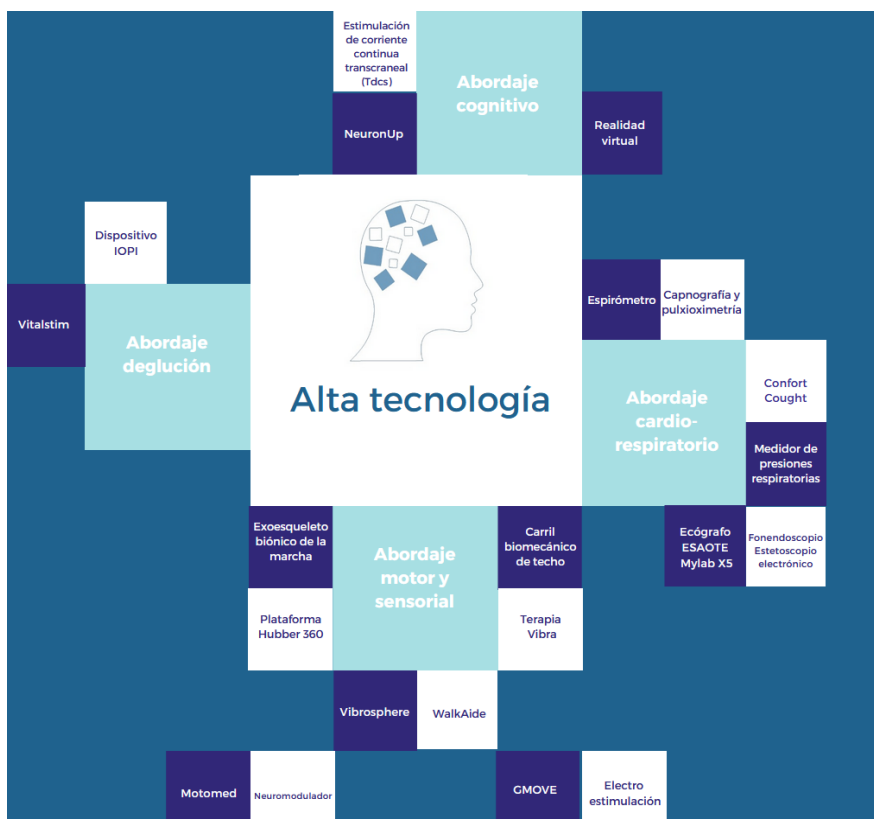 Estimulación
de corriente
continua
transcraneal
(Tdcs)
Abordaje
cognitivo
NeuronUp
Realidad
virtual
Dispositivo
IOPI
Vitalstim
Abordaje
deglución
Alta tecnología
Espirómetro
Capnografía y
pulxioximetría
Abordaje
cardio-
respiratorio
Confort
Cought
Medidor de
presiones
respiratorias
Ecógrafo
ESAOTE
Mylab X5
Fonendoscopio
Estetoscopio
electrónico
Exoesqueleto
biónico de la
marcha
Abordaje
motor y
sensorial
Carril
biomecánico
de techo
Plataforma
Hubber 360
Terapia
Vibra
Vibrosphere
WalkAide
Motomed
Neuromodulador
GMOVE
Electro
estimulación